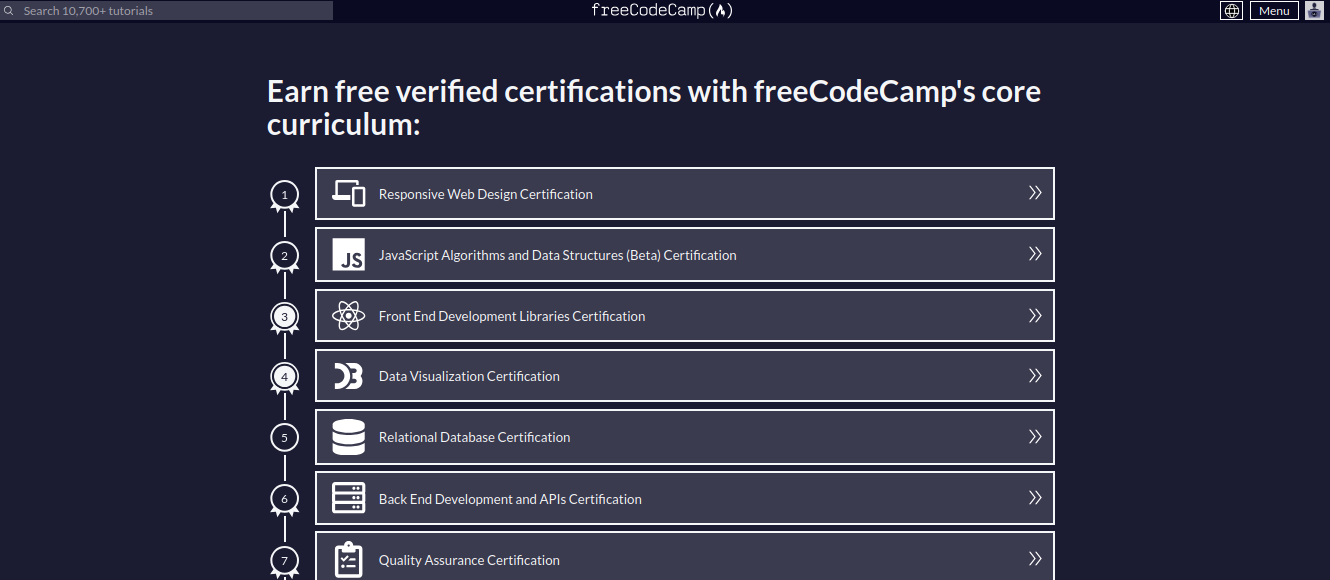 Search 10,700+ tutorials
freeCodeCamp
Menu
Earn free verified certifications with freeCodeCamp's core
curriculum:
1
Responsive Web Design Certification
2
JS
JavaScript Algorithms and Data Structures (Beta) Certification
3
Front End Development Libraries Certification
4
Data Visualization Certification
5
Relational Database Certification
6
Back End Development and APIs Certification
7
Quality Assurance Certification